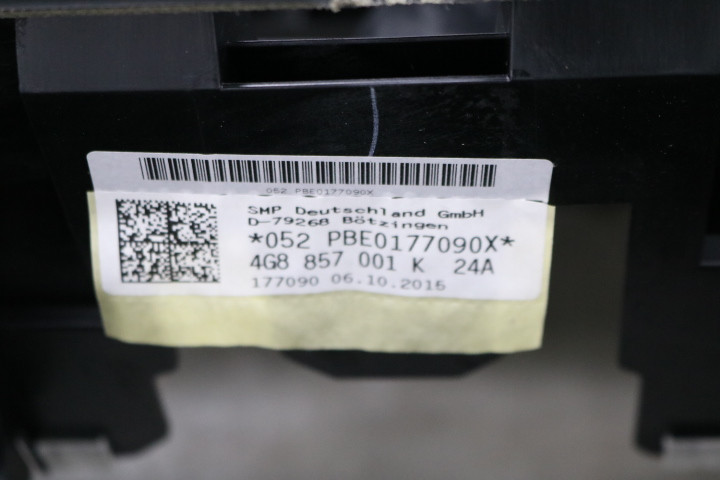 052 PBE0177090X
SMP Deutschland GmbH
D-79268 Bötzingen
*052 PBE0177090X*
4G8 857 001 K 24A
177090 06.10.2015